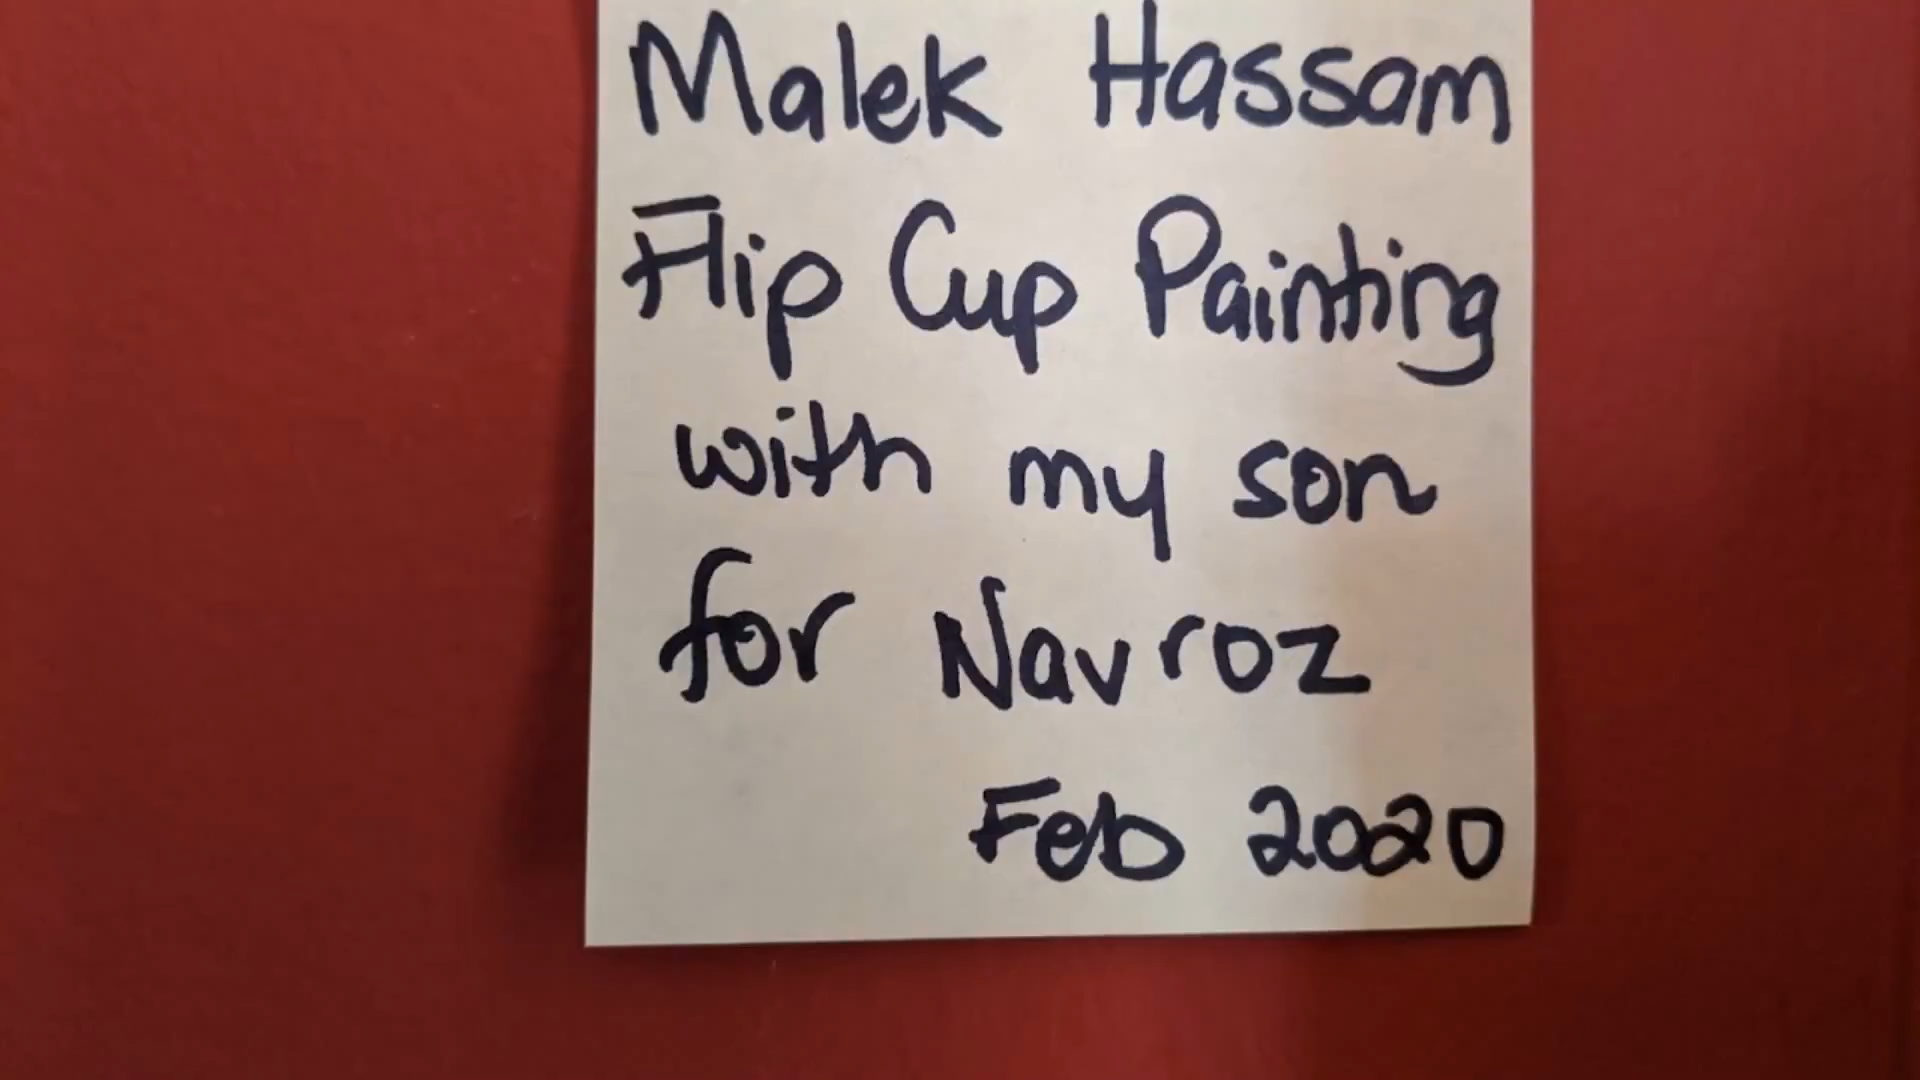 Malek Hassam
Flip Cup Painting
with my son
for Navroz
Feb 2020